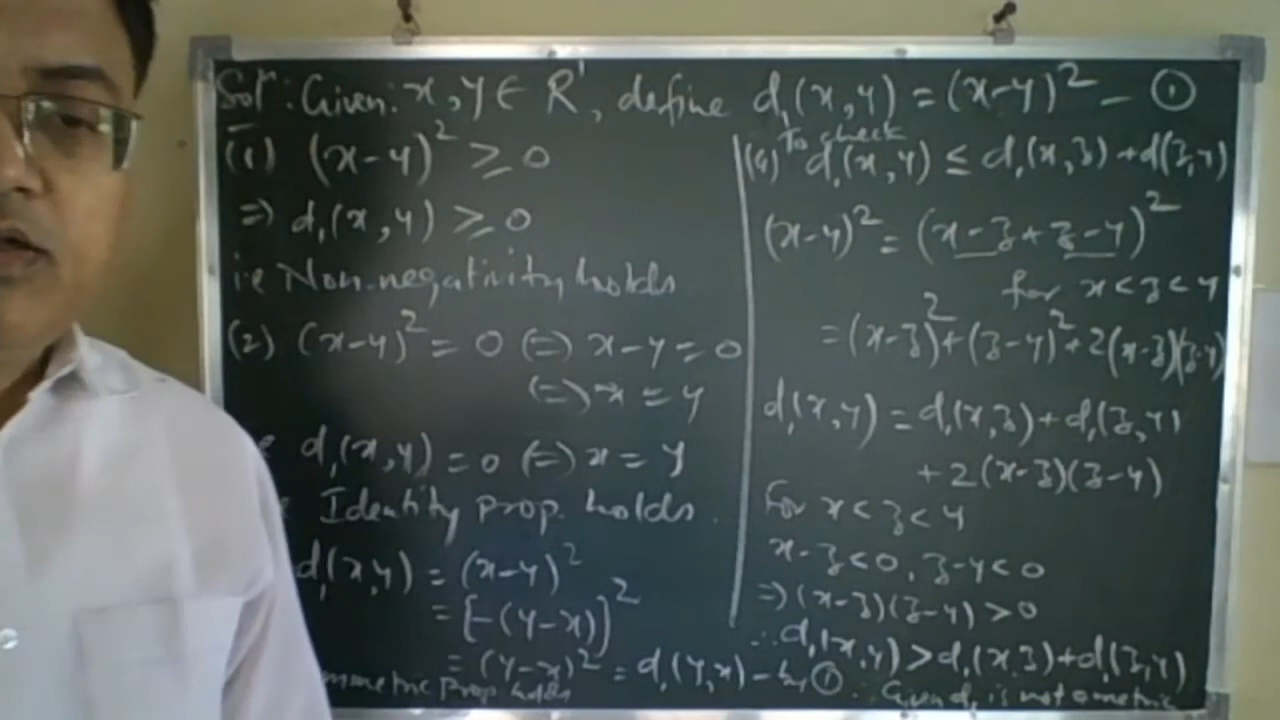 Sol: Given: x, y ∈ R', define d₁(x,y) = (x-y)² — ①
(1) (x-y)² ≥ 0
⇒ d₁(x,y) ≥ 0
i.e Non-negativity holds
(2) (x-y)² = 0 ⇔ x-y = 0
⇔ x = y
d₁(x,y) = 0 ⇔ x = y
Identity prop. holds.
d₁(x,y) = (x-y)²
= [-(y-x)]²
= (y-x)² = d₁(y,x) - by ①
mmetric Prop holds
(4) To check d₁(x,y) ≤ d₁(x,z) + d(z,y)
(x-y)² = (x-z+z-y)²
for x<z<y
= (x-z)²+(z-y)²+2(x-z)(z-y)
d₁(x,y) = d₁(x,z) + d₁(z,y)
+2(x-z)(z-y)
For x<z<y
x-z<0, z-y<0
⇒ (x-z)(z-y) > 0
∴ d₁(x,y) > d₁(x,z) + d₁(z,y)
∴ Given d₁ is not a metric